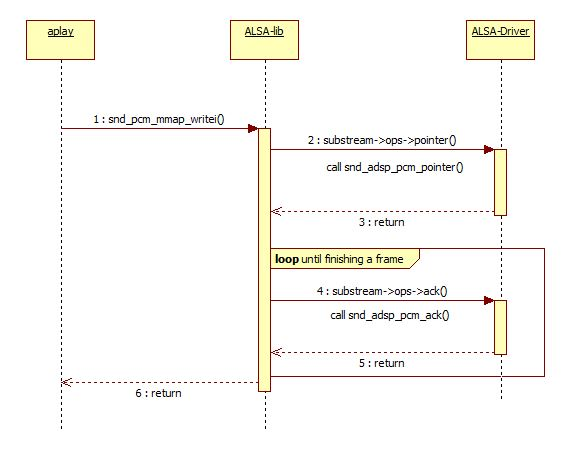 aplay
ALSA-lib
ALSA-Driver
1 : snd_pcm_mmap_writei()
2 : substream->ops->pointer()
call snd_adsp_pcm_pointer()
3 : return
loop until finishing a frame
4 : substream->ops->ack()
call snd_adsp_pcm_ack()
5 : return
6 : return